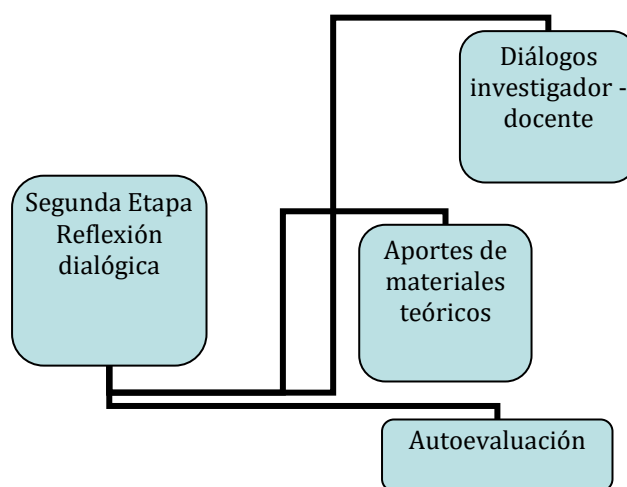 Diálogos
investigador -
docente
Segunda Etapa
Reflexión
dialógica
Aportes de
materiales
teóricos
Autoevaluación